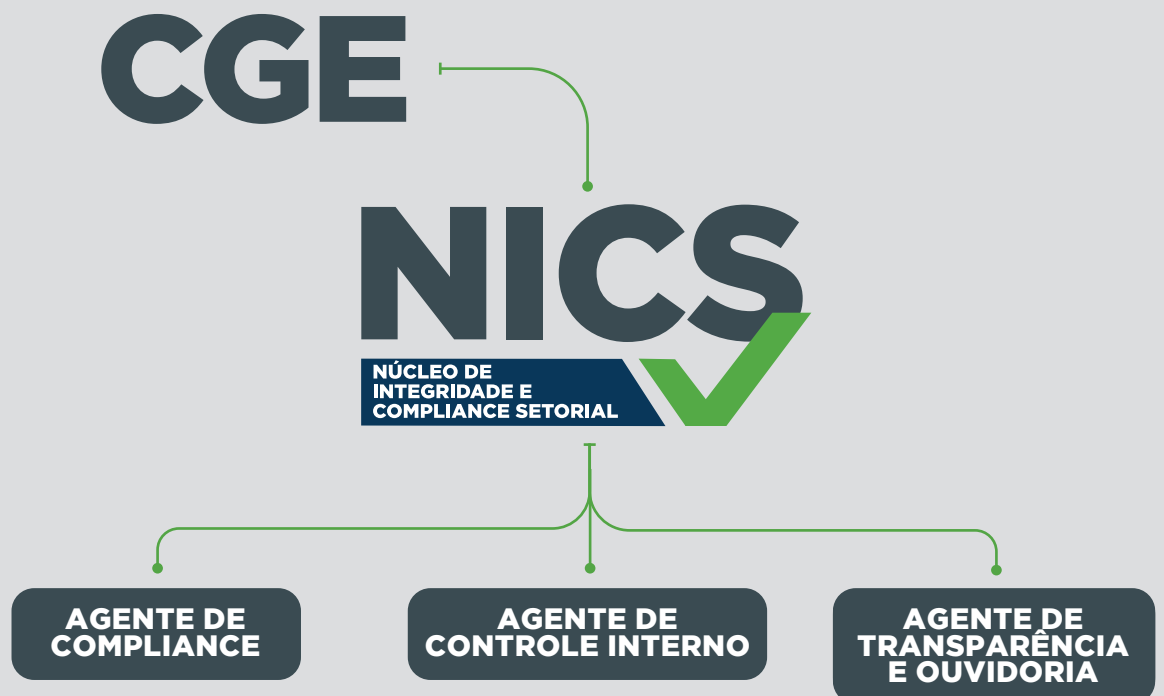 CGE
NICS
NÚCLEO DE
INTEGRIDADE E
COMPLIANCE SETORIAL
AGENTE DE
COMPLIANCE
AGENTE DE
CONTROLE INTERNO
AGENTE DE
TRANSPARÊNCIA
E OUVIDORIA